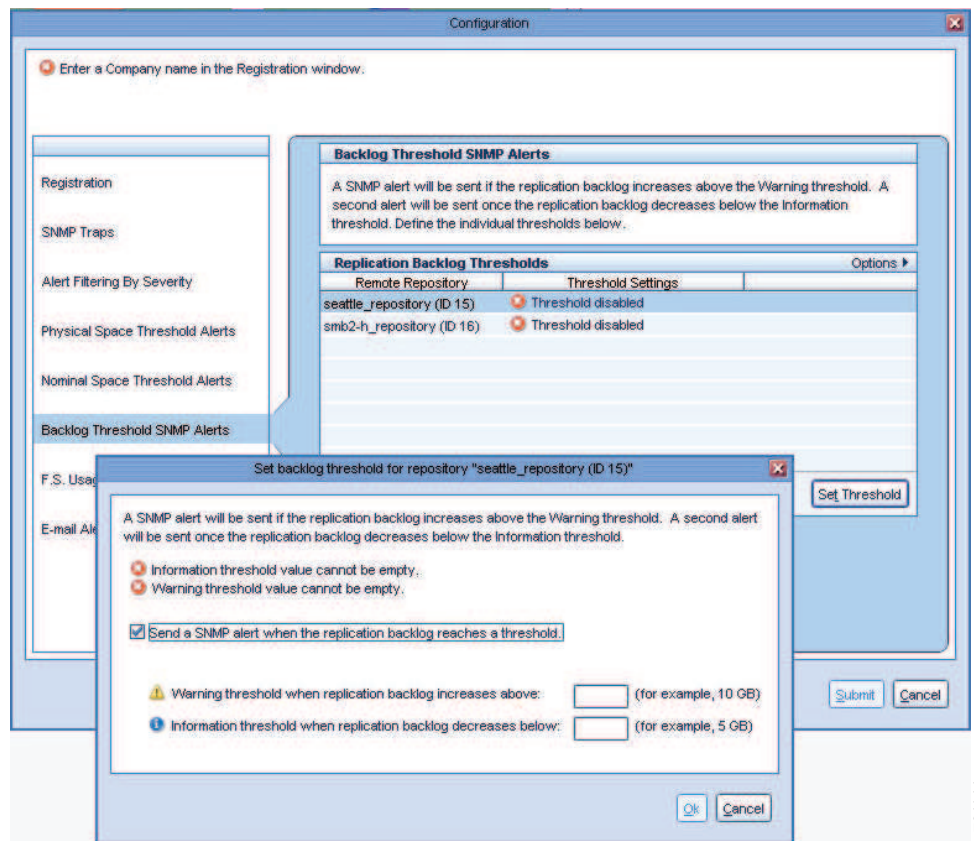 Configuration
Enter a Company name in the Registration window.
Registration
SNMP Traps
Alert Filtering By Severity
Physical Space Threshold Alerts
Nominal Space Threshold Alerts
Backlog Threshold SNMP Alerts
F.S. Usag
E-mail Ale
Backlog Threshold SNMP Alerts
A SNMP alert will be sent if the replication backlog increases above the Warning threshold. A
second alert will be sent once the replication backlog decreases below the Information
threshold. Define the individual thresholds below.
Replication Backlog Thresholds Options
Remote Repository Threshold Settings
seattle_repository (ID 15) Threshold disabled
smb2-h_repository (ID 16) Threshold disabled
Set Threshold
Submit Cancel
Set backlog threshold for repository "seattle_repository (ID 15)"
A SNMP alert will be sent if the replication backlog increases above the Warning threshold. A second alert
will be sent once the replication backlog decreases below the Information threshold.
Information threshold value cannot be empty.
Warning threshold value cannot be empty.
Send a SNMP alert when the replication backlog reaches a threshold.
Warning threshold when replication backlog increases above: (for example, 10 GB)
Information threshold when replication backlog decreases below: (for example, 5 GB)
Ok Cancel